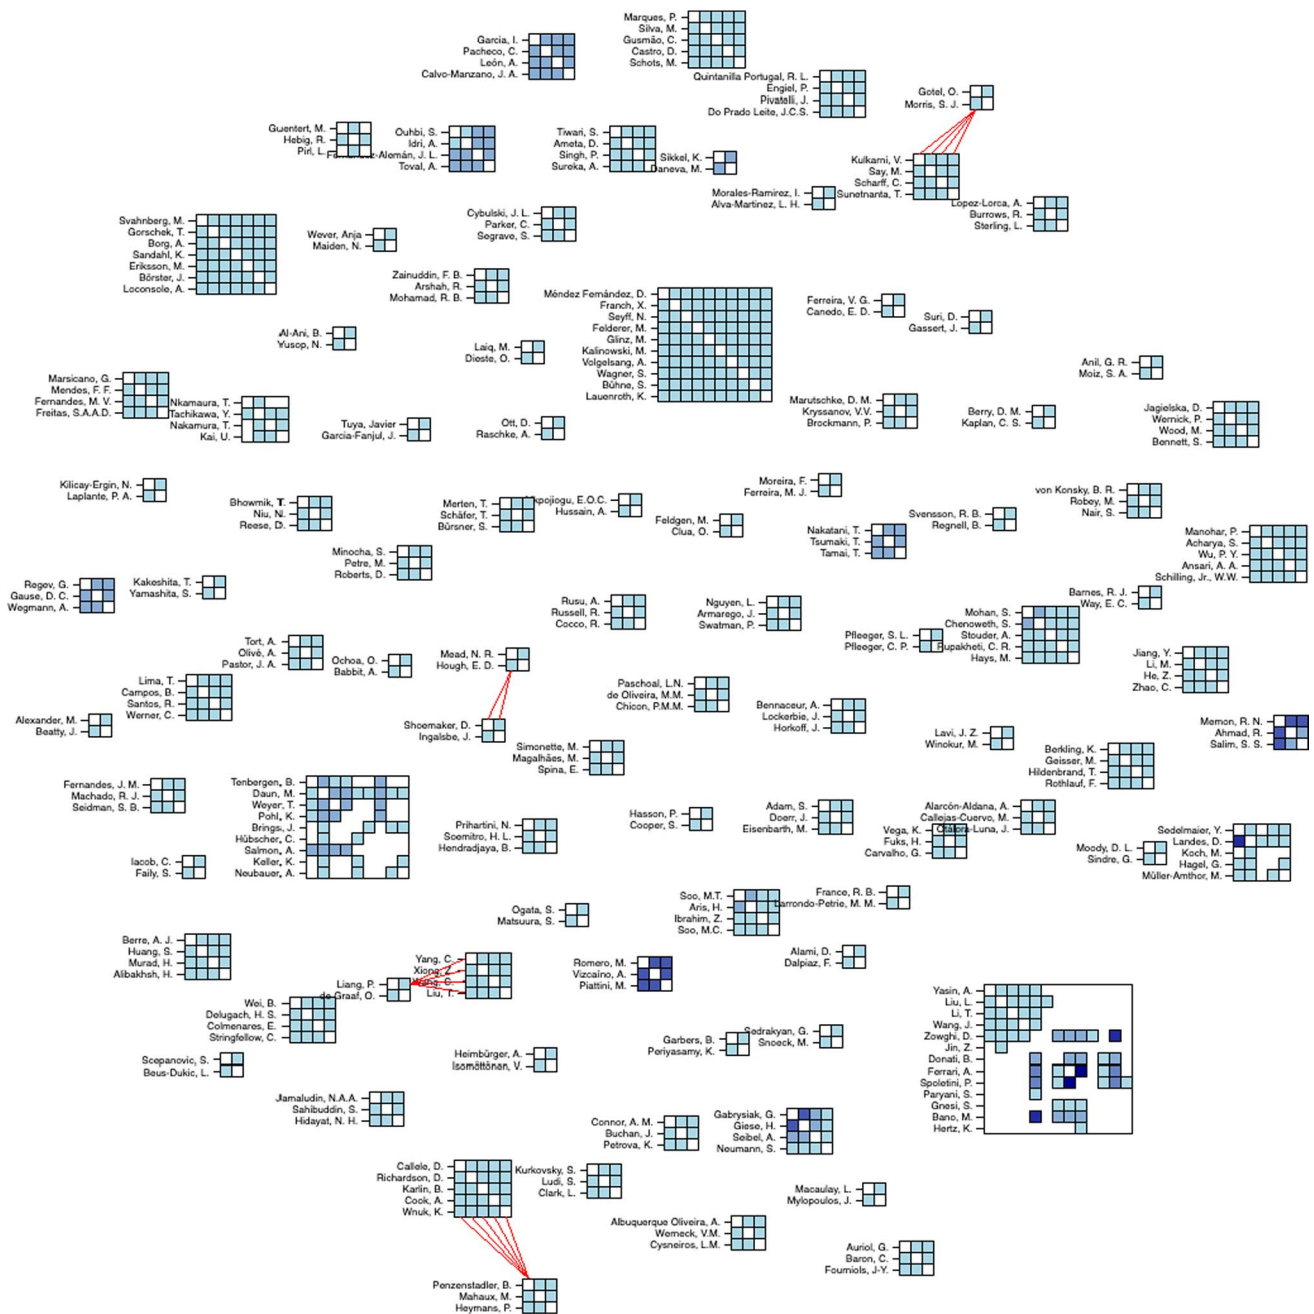 Marques, P.
Silva, M.
Gusmão, C.
Castro, D.
Schots, M.
Garcia, I.
Pacheco, C.
León, A.
Calvo-Manzano, J. A.
Quintanilla Portugal, R. L.
Engiel, P.
Pivatelli, J.
Do Prado Leite, J.C.S.
Gotel, O.
Morris, S. J.
Guentert, M.
Hebig, R.
Pirl, L.
Ouhbi, S.
Idri, A.
Alemán, J. L.
Toval, A.
Tiwari, S.
Ameta, D.
Singh, P.
Sureka, A.
Sikkel, K.
Daneva, M.
Kulkarni, V.
Say, M.
Scharff, C.
Sunetnanta, T.
Morales-Ramirez, I.
Alva-Martinez, L. H.
Lopez-Lorca, A.
Burrows, R.
Sterling, L.
Svahnberg, M.
Gorschek, T.
Borg, A.
Sandahl, K.
Eriksson, M.
Börster, J.
Loconsole, A.
Wever, Anja
Maiden, N.
Cybulski, J. L.
Parker, C.
Segrave, S.
Zainuddin, F. B.
Arshah, R.
Mohamad, R. B.
Méndez Fernández, D.
Franch, X.
Seyff, N.
Felderer, M.
Glinz, M.
Kalinowski, M.
Volgelsang, A.
Wagner, S.
Bühne, S.
Lauenroth, K.
Ferreira, V. G.
Canedo, E. D.
Suri, D.
Gassert, J.
Al-Ani, B.
Yusop, N.
Laiq, M.
Dieste, O.
Anil, G. R.
Moiz, S. A.
Marsicano, G.
Mendes, F. F.
Fernandes, M. V.
Freitas, S.A.A.D.
Nkamaura, T.
Tachikawa, Y.
Nakamura, T.
Kai, U.
Tuya, Javier
Garcia-Fanjul, J.
Ott, D.
Raschke, A.
Marutschke, D. M.
Kryssanov, V.V.
Brockmann, P.
Berry, D. M.
Kaplan, C. S.
Jagielska, D.
Wernick, P.
Wood, M.
Bennett, S.
Kilicay-Ergin, N.
Laplante, P. A.
Bhowmik, T.
Niu, N.
Reese, D.
Merten, T.
Schäfer, T.
Bürsner, S.
Ikpojiogu, E.O.C.
Hussain, A.
Moreira, F.
Ferreira, M. J.
Feldgen, M.
Clua, O.
Nakatani, T.
Tsumaki, T.
Tamai, T.
Svensson, R. B.
Regnell, B.
von Konsky, B. R.
Robey, M.
Nair, S.
Manohar, P.
Acharya, S.
Wu, P. Y.
Ansari, A. A.
Schilling, Jr., W.W.
Minocha, S.
Petre, M.
Roberts, D.
Regev, G.
Gause, D. C.
Wegmann, A.
Kakeshita, T.
Yamashita, S.
Rusu, A.
Russell, R.
Cocco, R.
Nguyen, L.
Armarego, J.
Swatman, P.
Barnes, R. J.
Way, E. C.
Mohan, S.
Chenoweth, S.
Stouder, A.
Rupakheti, C. R.
Hays, M.
Pfleeger, S. L.
Pfleeger, C. P.
Tort, A.
Olivé, A.
Pastor, J. A.
Ochoa, O.
Babbit, A.
Mead, N. R.
Hough, E. D.
Jiang, Y.
Li, M.
He, Z.
Zhao, C.
Lima, T.
Campos, B.
Santos, R.
Werner, C.
Paschoal, L.N.
de Oliveira, M.M.
Chicon, P.M.M.
Bennaceur, A.
Lockerbie, J.
Horkoff, J.
Alexander, M.
Beatty, J.
Shoemaker, D.
Ingalsbe, J.
Simonette, M.
Magalhães, M.
Spina, E.
Lavi, J. Z.
Winokur, M.
Memon, R. N.
Ahmad, R.
Salim, S. S.
Berkling, K.
Geisser, M.
Hildenbrand, T.
Rothlauf, F.
Fernandes, J. M.
Machado, R. J.
Seidman, S. B.
Tenbergen, B.
Daun, M.
Weyer, T.
Pohl, K.
Brings, J.
Hübscher, C.
Salmon, A.
Keller, K.
Neubauer, A.
Prihartini, N.
Soemitro, H. L.
Hendradjaya, B.
Hasson, P.
Cooper, S.
Adam, S.
Doerr, J.
Eisenbarth, M.
Alarcón-Aldana, A.
Callejas-Cuervo, M.
Otálora-Luna, J.
Vega, K.
Fuks, H.
Carvalho, G.
Moody, D. L.
Sindre, G.
Sedelmaier, Y.
Landes, D.
Koch, M.
Hagel, G.
Müller-Amthor, M.
Iacob, C.
Faily, S.
Soo, M.T.
Aris, H.
Ibrahim, Z.
Soo, M.C.
France, R. B.
Larrondo-Petrie, M. M.
Ogata, S.
Matsuura, S.
Berre, A. J.
Huang, S.
Murad, H.
Alibakhsh, H.
Yang, C.
Xiong, Z.
Liu, T.
Liang, P.
de Graaf, O.
Romero, M.
Vizcaíno, A.
Piattini, M.
Alami, D.
Dalpiaz, F.
Wei, B.
Delugach, H. S.
Colmenares, E.
Stringfellow, C.
Yasin, A.
Liu, L.
Li, T.
Wang, J.
Zowghi, D.
Jin, Z.
Donati, B.
Ferrari, A.
Spoletini, P.
Paryani, S.
Gnesi, S.
Bano, M.
Hertz, K.
Scepanovic, S.
Beus-Dukic, L.
Heimbürger, A.
Isomöttönen, V.
Garbers, B.
Periyasamy, K.
Sedrakyan, G.
Snoeck, M.
Jamaludin, N.A.A.
Sahibuddin, S.
Hidayat, N. H.
Connor, A. M.
Buchan, J.
Petrova, K.
Gabrysiak, G.
Giese, H.
Seibel, A.
Neumann, S.
Callele, D.
Richardson, D.
Karlin, B.
Cook, A.
Wnuk, K.
Kurkovsky, S.
Ludi, S.
Clark, L.
Macaulay, L.
Mylopoulos, J.
Albuquerque Oliveira, A.
Werneck, V.M.
Cysneiros, L.M.
Auriol, G.
Baron, C.
Fourniols, J-Y.
Penzenstadler, B.
Mahaux, M.
Heymans, P.